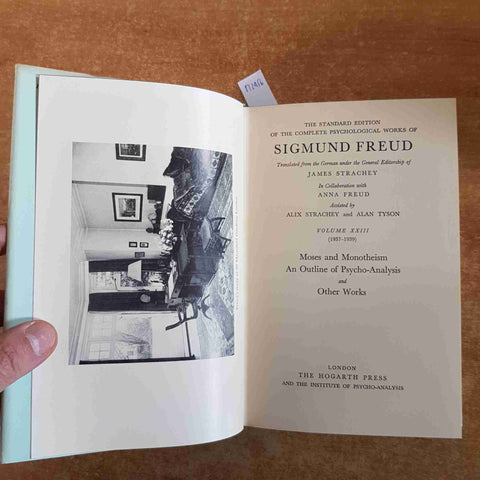 THE STANDARD EDITION
OF THE COMPLETE PSYCHOLOGICAL WORKS OF
SIGMUND FREUD
Translated from the German under the General Editorship of
JAMES STRACHEY
In Collaboration with
ANNA FREUD
Assisted by
ALIX STRACHEY and ALAN TYSON
VOLUME XXIII
(1937–1939)
Moses and Monotheism
An Outline of Psycho-Analysis
and
Other Works
LONDON
THE HOGARTH PRESS
AND THE INSTITUTE OF PSYCHO-ANALYSIS